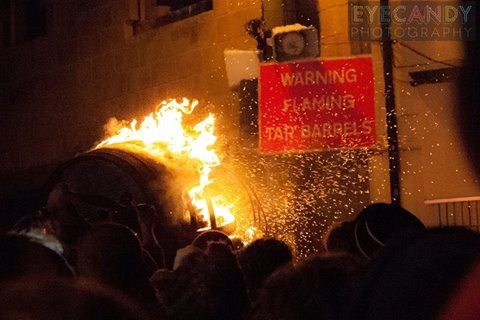 EYECANDY
PHOTOGRAPHY
WARNING
FLAMING
TAR BARRELS